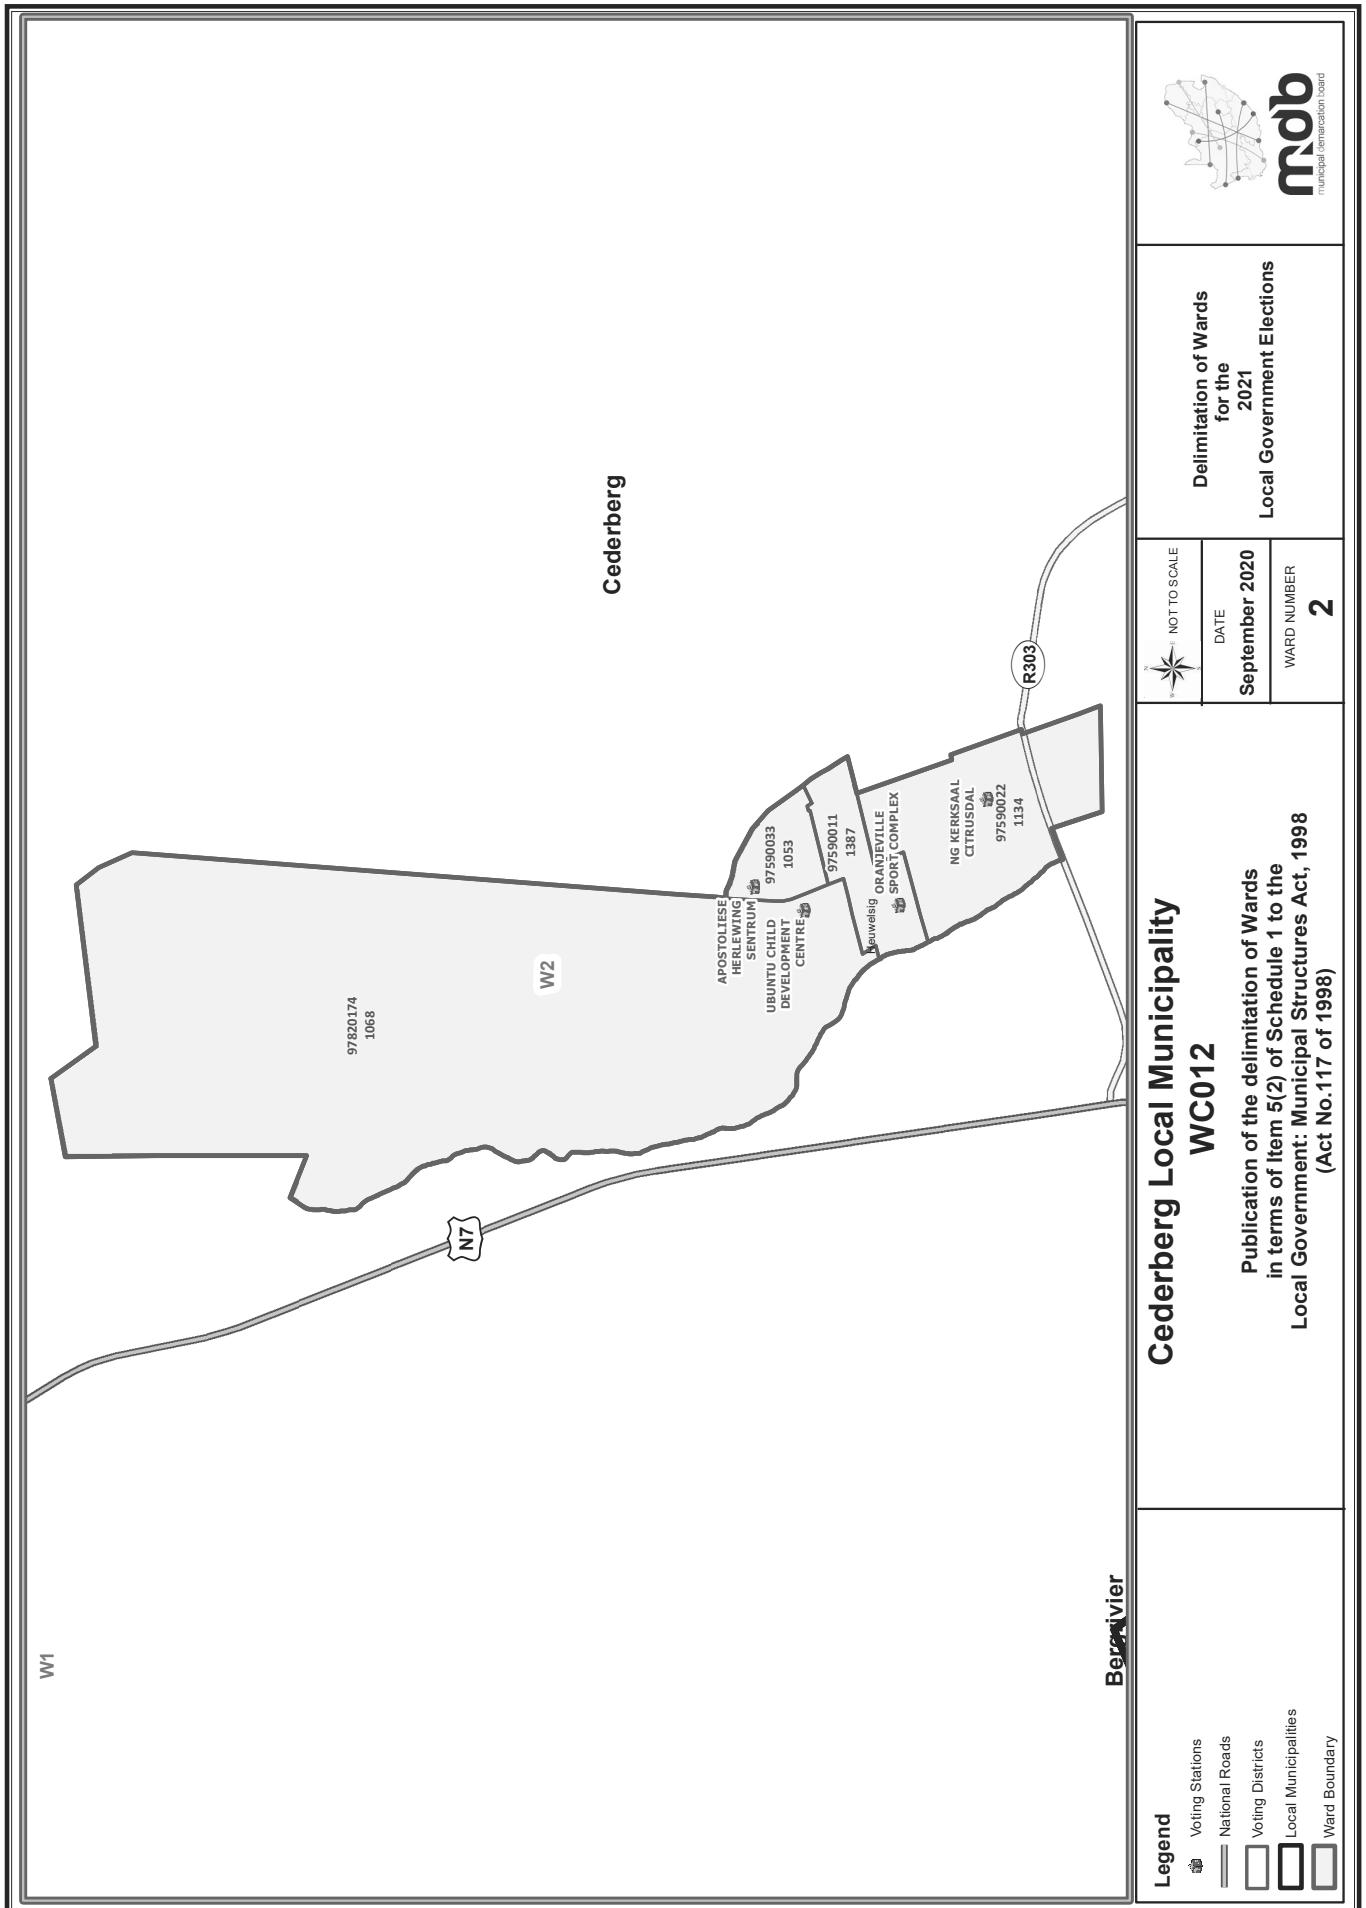 W1
N7
97820174
1068
W2
Cederberg
APOSTOLIESE
HERLEWING
SENTRUM
97590033
1053
UBUNTU CHILD
DEVELOPMENT
CENTRE
97590011
1387
Nieuwelsig
ORANJEVILLE
SPORT COMPLEX
NG KERKSAAL
CITRUSDAL
97590022
1134
R303
Bergrivier
Legend
Voting Stations
National Roads
Voting Districts
Local Municipalities
Ward Boundary
Cederberg Local Municipality
WC012
Publication of the delimitation of Wards
in terms of Item 5(2) of Schedule 1 to the
Local Government: Municipal Structures Act, 1998
(Act No.117 of 1998)
N
W
E
S
NOT TO SCALE
DATE
September 2020
WARD NUMBER
2
Delimitation of Wards
for the
2021
Local Government Elections
mdb
municipal demarcation board